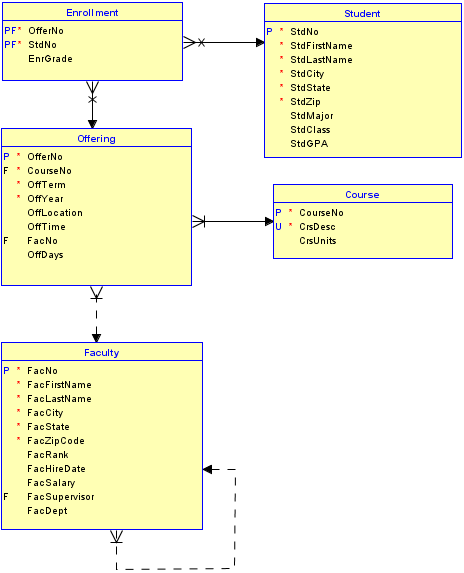 Enrollment
PF* OfferNo
PF* StdNo
EnrGrade
Student
P * StdNo
* StdFirstName
* StdLastName
* StdCity
* StdState
* StdZip
StdMajor
StdClass
StdGPA
Offering
P * OfferNo
F * CourseNo
* OffTerm
* OffYear
OffLocation
OffTime
F FacNo
OffDays
Course
P * CourseNo
U * CrsDesc
CrsUnits
Faculty
P * FacNo
* FacFirstName
* FacLastName
* FacCity
* FacState
* FacZipCode
FacRank
FacHireDate
FacSalary
F FacSupervisor
FacDept